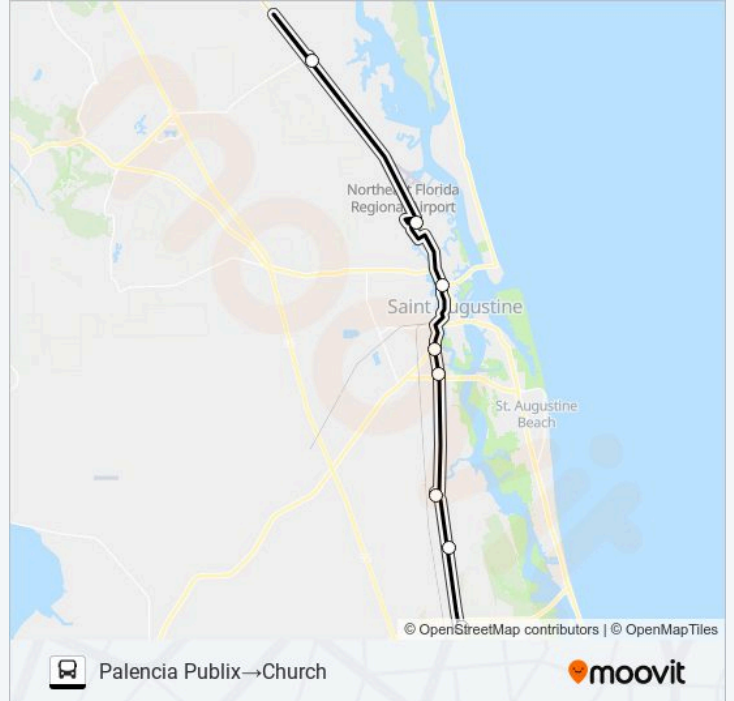 Northeast Florida
Regional Airport
Saint Augustine
St. Augustine
Beach
© OpenStreetMap contributors | © OpenMapTiles
Palencia Publix→Church
moovit